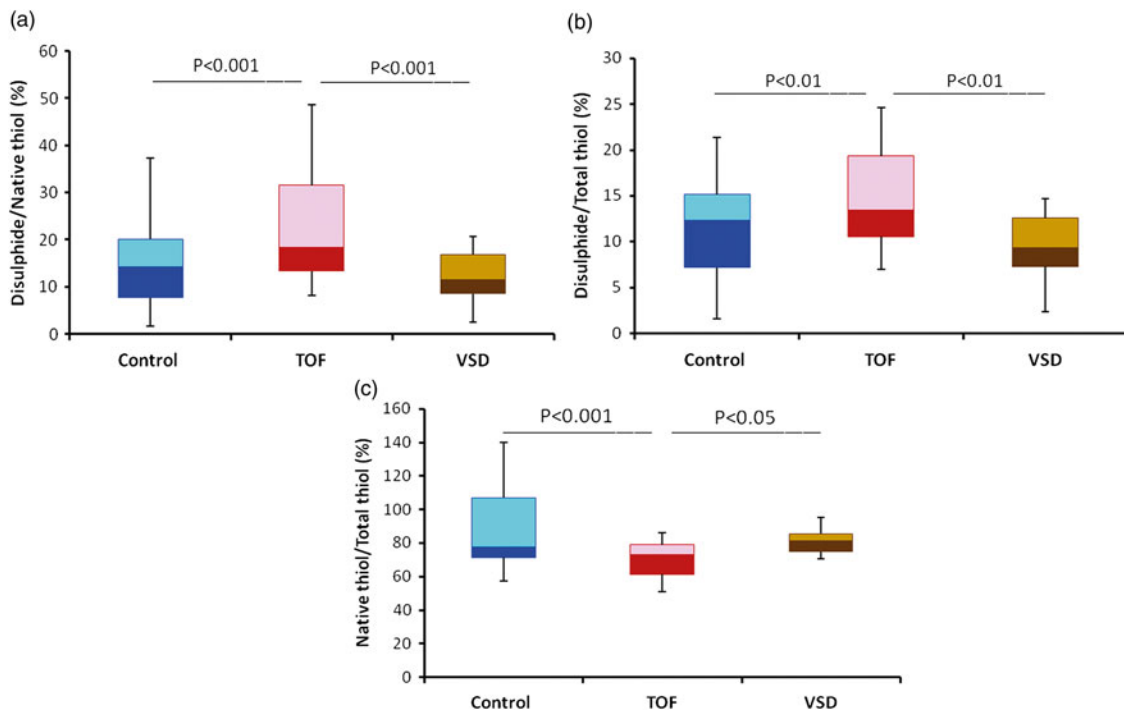 (a)
Disulphide/Native thiol (%)
60
50
40
30
20
10
0
P<0.001 P<0.001
Control TOF VSD
(b)
Disulphide/Total thiol (%)
30
25
20
15
10
5
0
P<0.01 P<0.01
Control TOF VSD
(c)
Native thiol/Total thiol (%)
160
140
120
100
80
60
40
20
0
P<0.001 P<0.05
Control TOF VSD